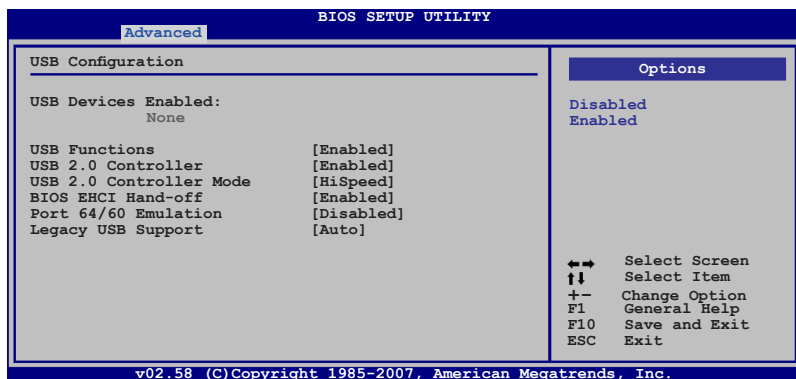 BIOS SETUP UTILITY
Advanced
USB Configuration
USB Devices Enabled:
None
USB Functions [Enabled]
USB 2.0 Controller [Enabled]
USB 2.0 Controller Mode [HiSpeed]
BIOS EHCI Hand-off [Enabled]
Port 64/60 Emulation [Disabled]
Legacy USB Support [Auto]
Options
Disabled
Enabled
←→ Select Screen
↑↓ Select Item
+- Change Option
F1 General Help
F10 Save and Exit
ESC Exit
v02.58 (C)Copyright 1985-2007, American Megatrends, Inc.